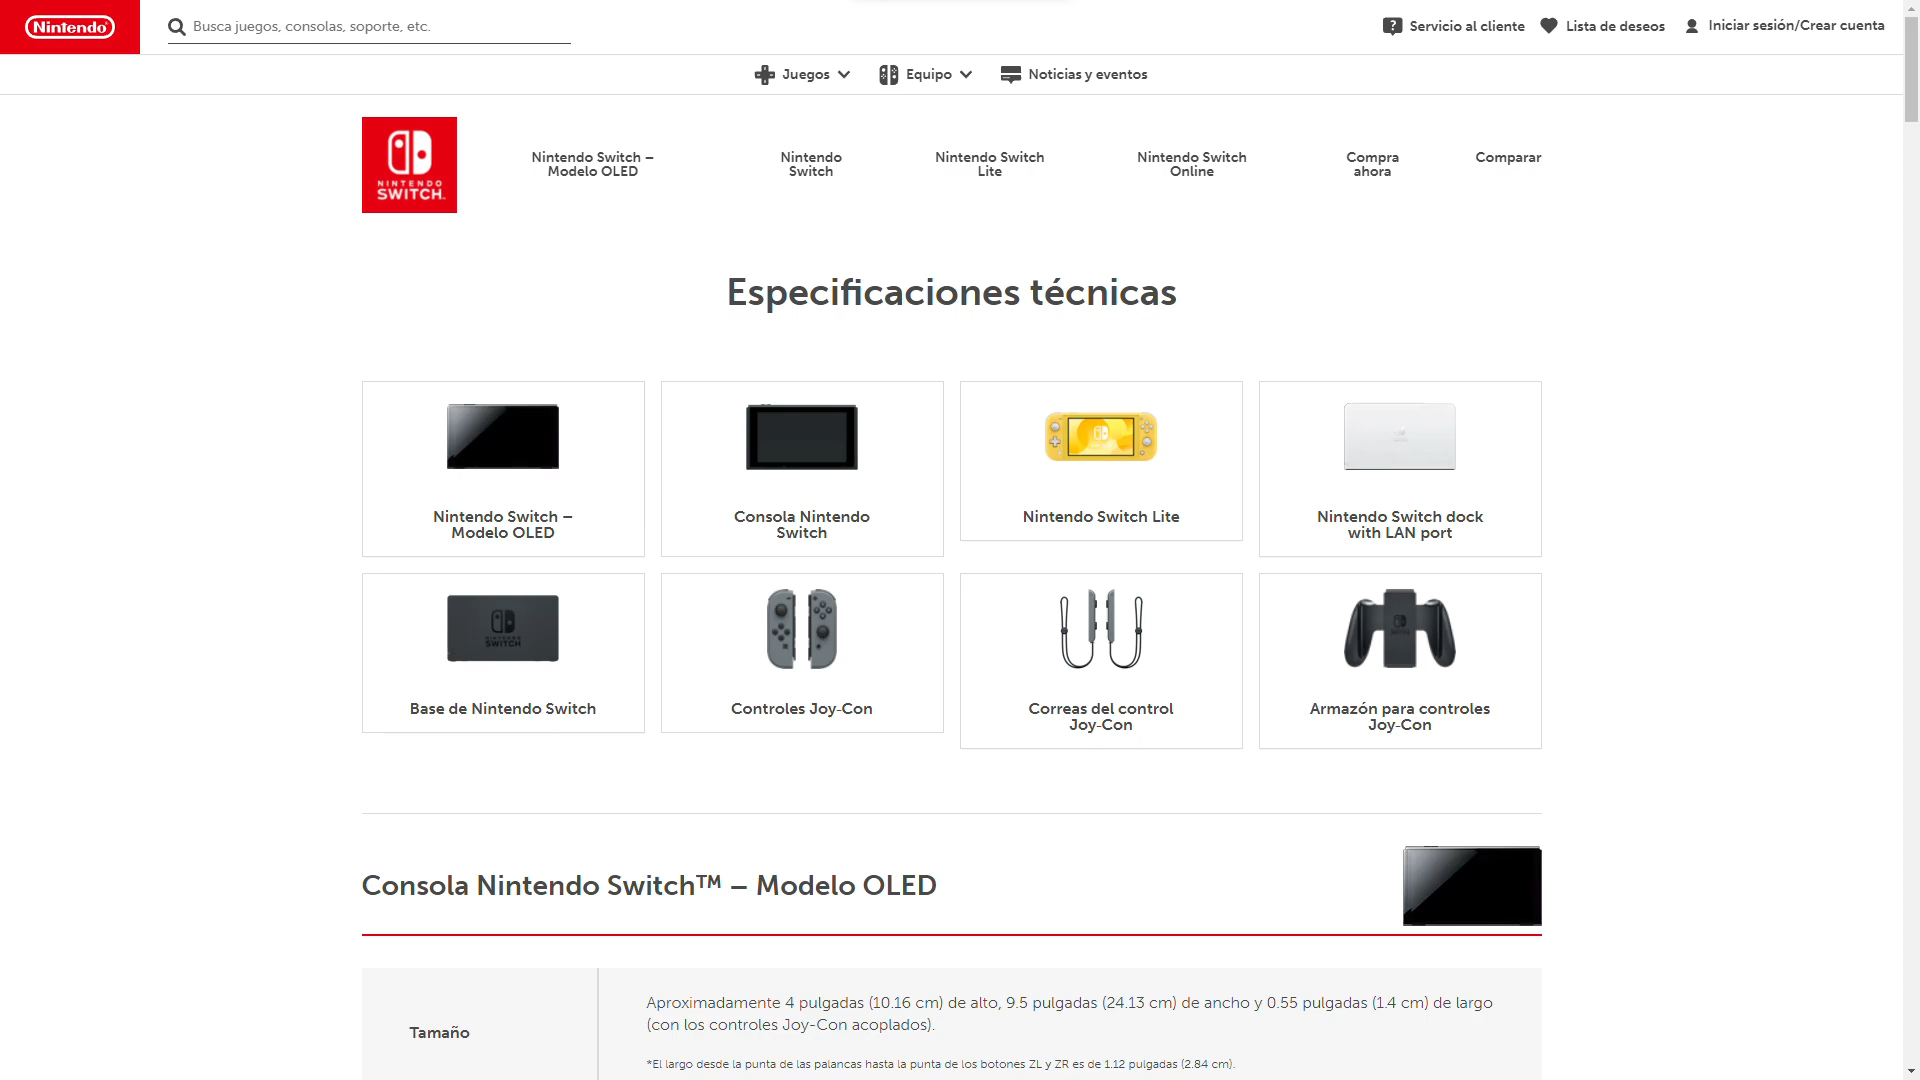 Nintendo
Busca juegos, consolas, soporte, etc.
Servicio al cliente
Lista de deseos
Iniciar sesión/Crear cuenta
Juegos
Equipo
Noticias y eventos
NINTENDO
SWITCH
Nintendo Switch –
Modelo OLED
Nintendo
Switch
Nintendo Switch
Lite
Nintendo Switch
Online
Compra
ahora
Comparar
Especificaciones técnicas
Nintendo Switch –
Modelo OLED
Consola Nintendo
Switch
Nintendo Switch Lite
Nintendo Switch dock
with LAN port
NINTENDO
SWITCH
Base de Nintendo Switch
Controles Joy-Con
Correas del control
Joy-Con
Armazón para controles
Joy-Con
Consola Nintendo Switch™ – Modelo OLED
Tamaño
Aproximadamente 4 pulgadas (10.16 cm) de alto, 9.5 pulgadas (24.13 cm) de ancho y 0.55 pulgadas (1.4 cm) de largo
(con los controles Joy-Con acoplados).
*El largo desde la punta de las palancas hasta la punta de los botones ZL y ZR es de 1.12 pulgadas (2.84 cm).